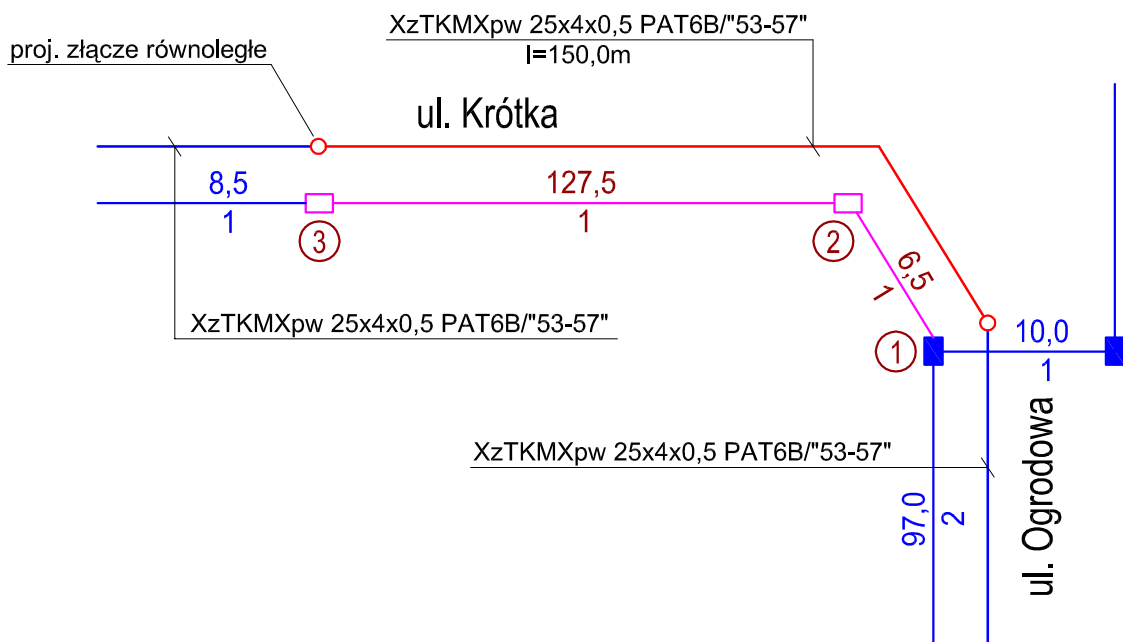 XzTKMXpw 25x4x0,5 PAT6B/"53-57"
l=150,0m
proj. złącze równoległe
ul. Krótka
8,5
1
127,5
1
3
2
6,5
1
XzTKMXpw 25x4x0,5 PAT6B/"53-57"
1
10,0
1
XzTKMXpw 25x4x0,5 PAT6B/"53-57"
97,0
2
ul. Ogrodowa